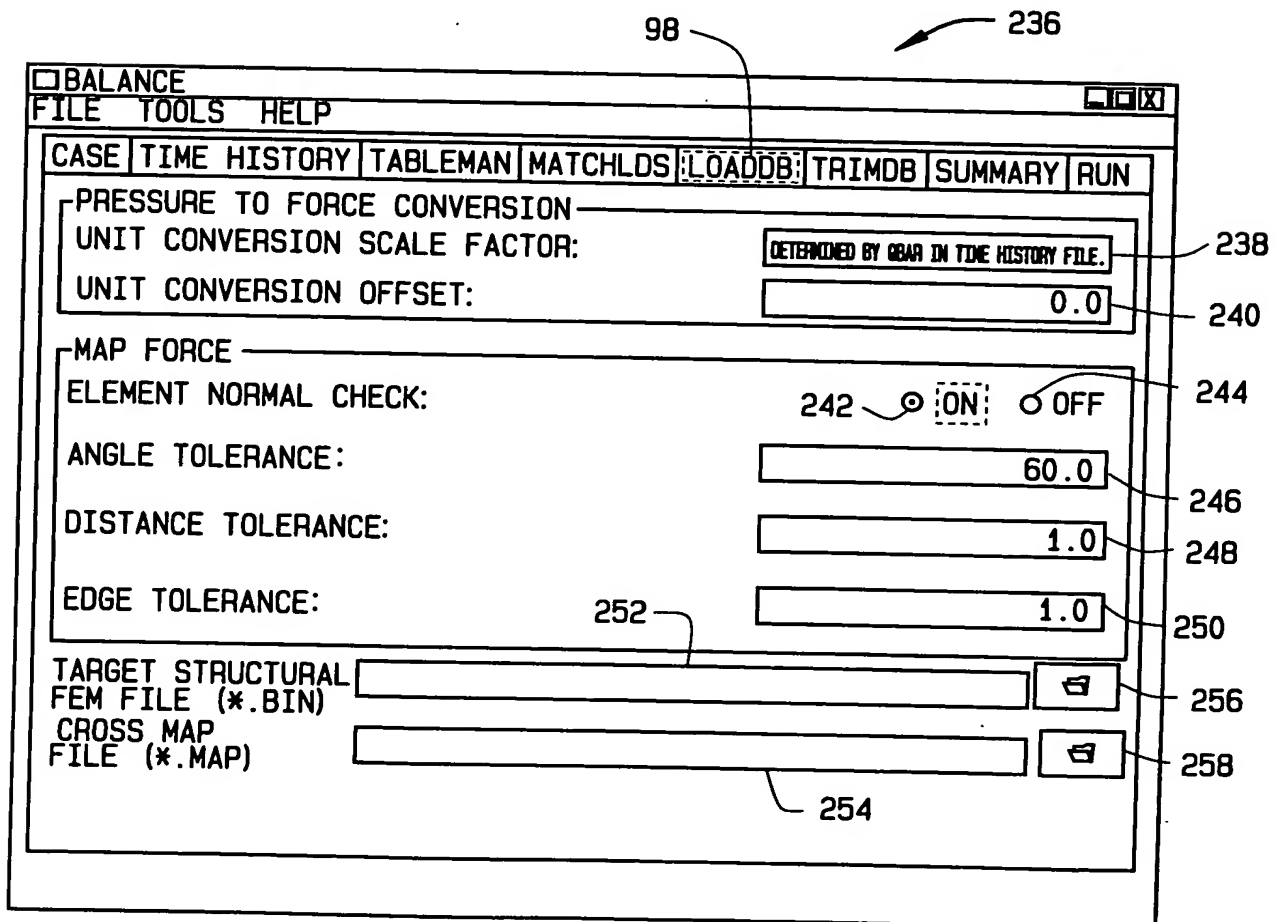 98
236
BALANCE
FILE TOOLS HELP
CASE TIME HISTORY TABLEMAN MATCHLDS LOADDB TRIMDB SUMMARY RUN
PRESSURE TO FORCE CONVERSION
UNIT CONVERSION SCALE FACTOR: DETERMINED BY QBAR IN TIME HISTORY FILE. 238
UNIT CONVERSION OFFSET: 0.0 240
MAP FORCE
ELEMENT NORMAL CHECK: 242 ON OFF 244
ANGLE TOLERANCE: 60.0 246
DISTANCE TOLERANCE: 1.0 248
EDGE TOLERANCE: 252 1.0 250
TARGET STRUCTURAL
FEM FILE (*.BIN) 256
CROSS MAP
FILE (*.MAP) 258
254